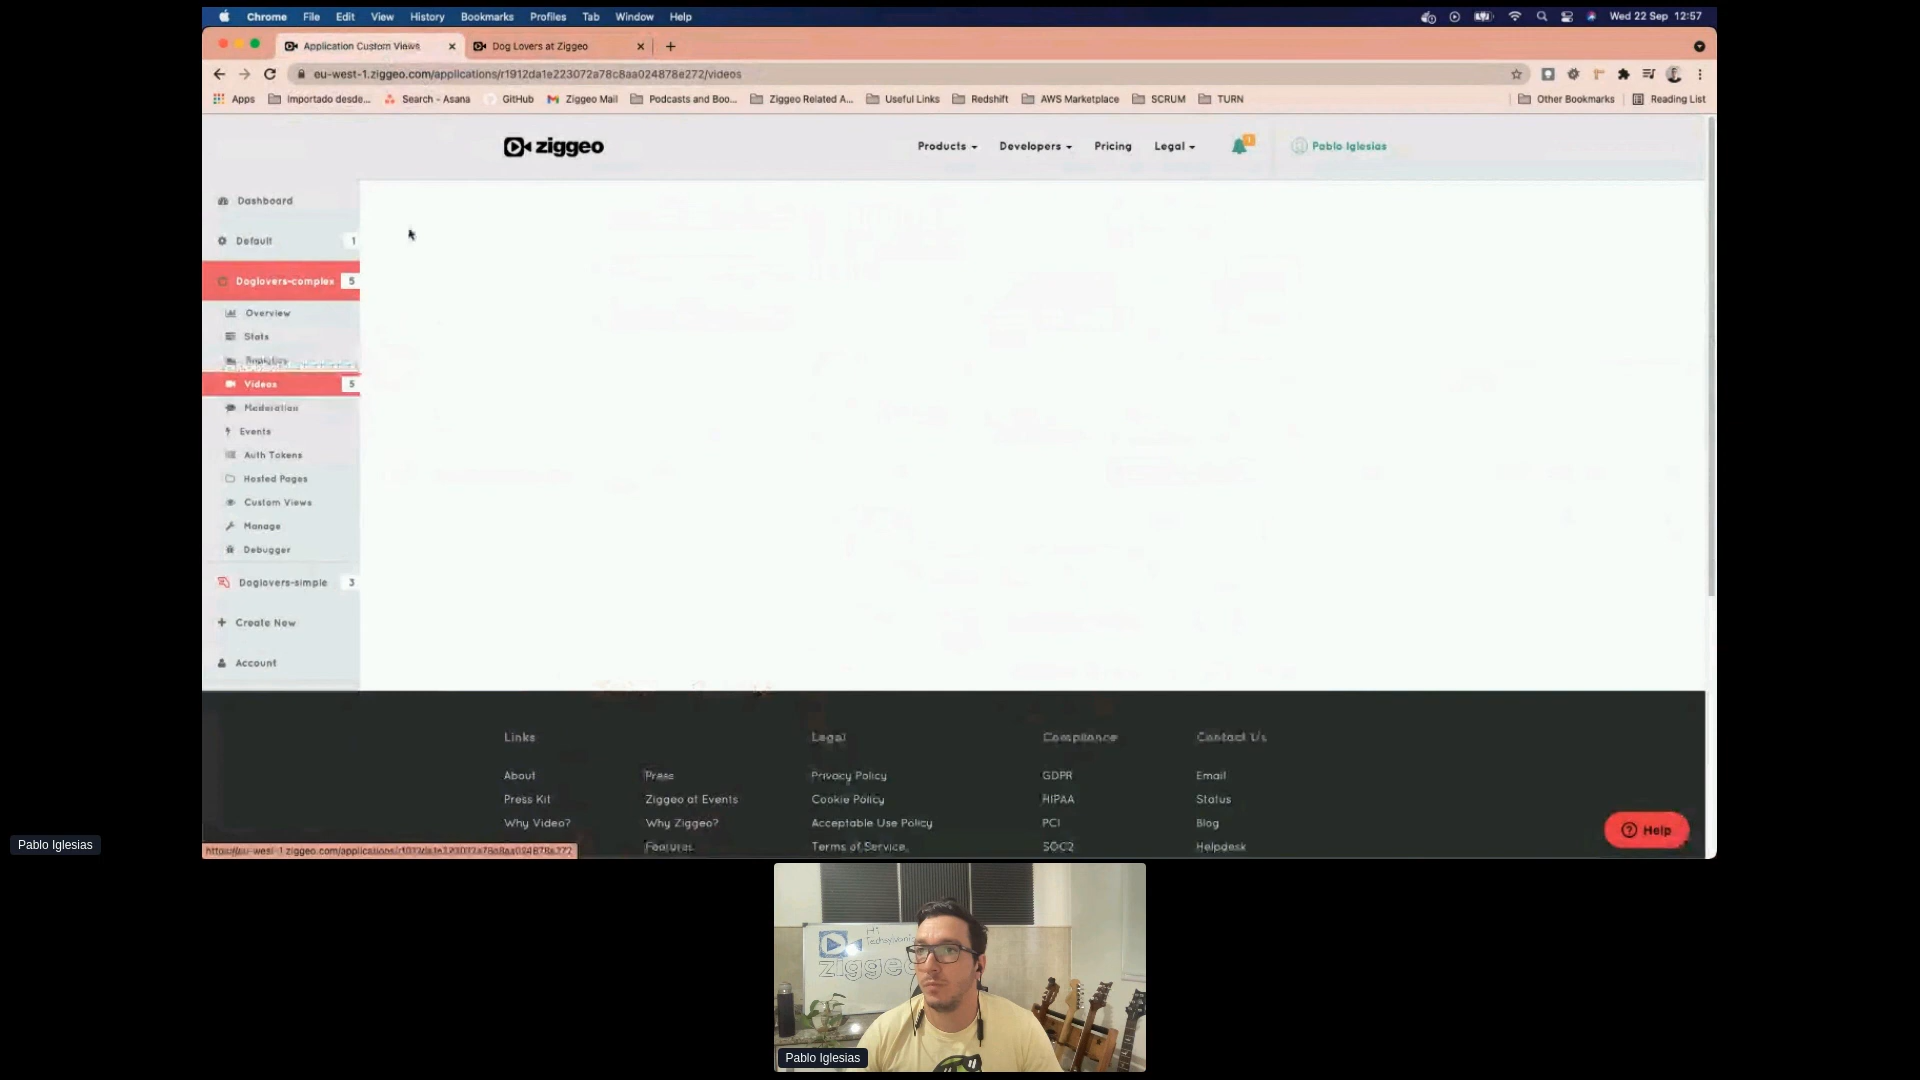 Chrome File Edit View History Bookmarks Profiles Tab Window Help Wed 22 Sep 12:57
Application Custom Views Dog Lovers at Ziggeo
eu-west-1.ziggeo.com/applications/r1912da1e223072a78c8aa024878e272/videos
Apps Importado desde... Search - Asana GitHub Ziggeo Mail Podcasts and Boo... Ziggeo Related A... Useful Links Redshift AWS Marketplace SCRUM TURN Other Bookmarks Reading List
ziggeo Products Developers Pricing Legal 1 Pablo Iglesias
Dashboard
Default 1
Doglovers-complex 5
Overview
Stats
Analytics
Videos 5
Moderation
Events
Auth Tokens
Hosted Pages
Custom Views
Manage
Debugger
Doglovers-simple 3
Create New
Account
Links Legal Compliance Contact Us
About Press Privacy Policy GDPR Email
Press Kit Ziggeo at Events Cookie Policy HIPAA Status
Why Video? Why Ziggeo? Acceptable Use Policy PCI Blog
Features Terms of Service SOC2 Helpdesk
Help
Pablo Iglesias
Hi
ziggeo
Pablo Iglesias